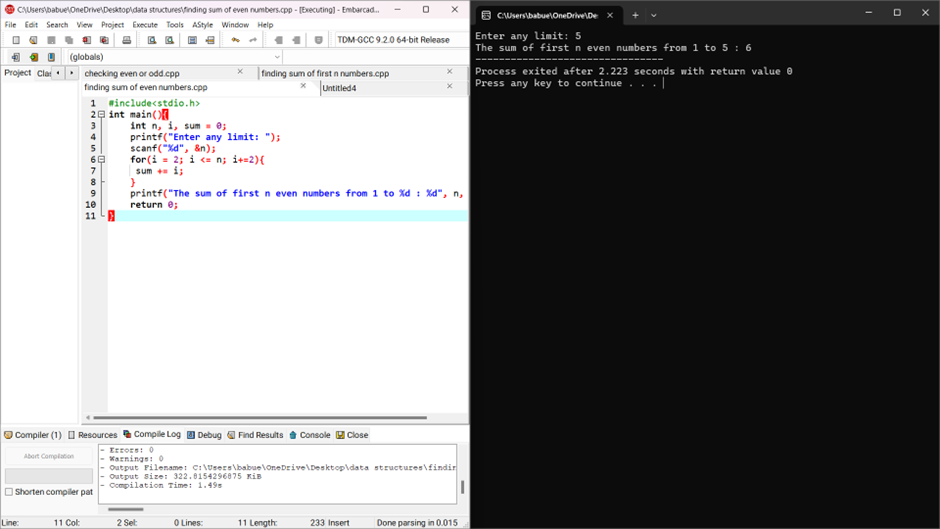 C:\Users\babue\OneDrive\Desktop\data structures\finding sum of even numbers.cpp - [Executing] - Embarcad...
File Edit Search View Project Execute Tools AStyle Window Help
TDM-GCC 9.2.0 64-bit Release
(globals)
Project Clas
checking even or odd.cpp
finding sum of first n numbers.cpp
finding sum of even numbers.cpp
Untitled4
1 #include<stdio.h>
2 int main(){
3 int n, i, sum = 0;
4 printf("Enter any limit: ");
5 scanf("%d", &n);
6 for(i = 2; i <= n; i+=2){
7 sum += i;
8 }
9 printf("The sum of first n even numbers from 1 to %d : %d", n,
10 return 0;
11 }
Compiler (1) Resources Compile Log Debug Find Results Console Close
Abort Compilation
Shorten compiler pat
- Errors: 0
- Warnings: 0
- Output Filename: C:\Users\babue\OneDrive\Desktop\data structures\findin
- Output Size: 322.8154296875 KiB
- Compilation Time: 1.49s
Line: 11 Col: 2 Sel: 0 Lines: 11 Length: 233 Insert Done parsing in 0.015
C:\Users\babue\OneDrive\De:
Enter any limit: 5
The sum of first n even numbers from 1 to 5 : 6
--------------------------------
Process exited after 2.223 seconds with return value 0
Press any key to continue . . .